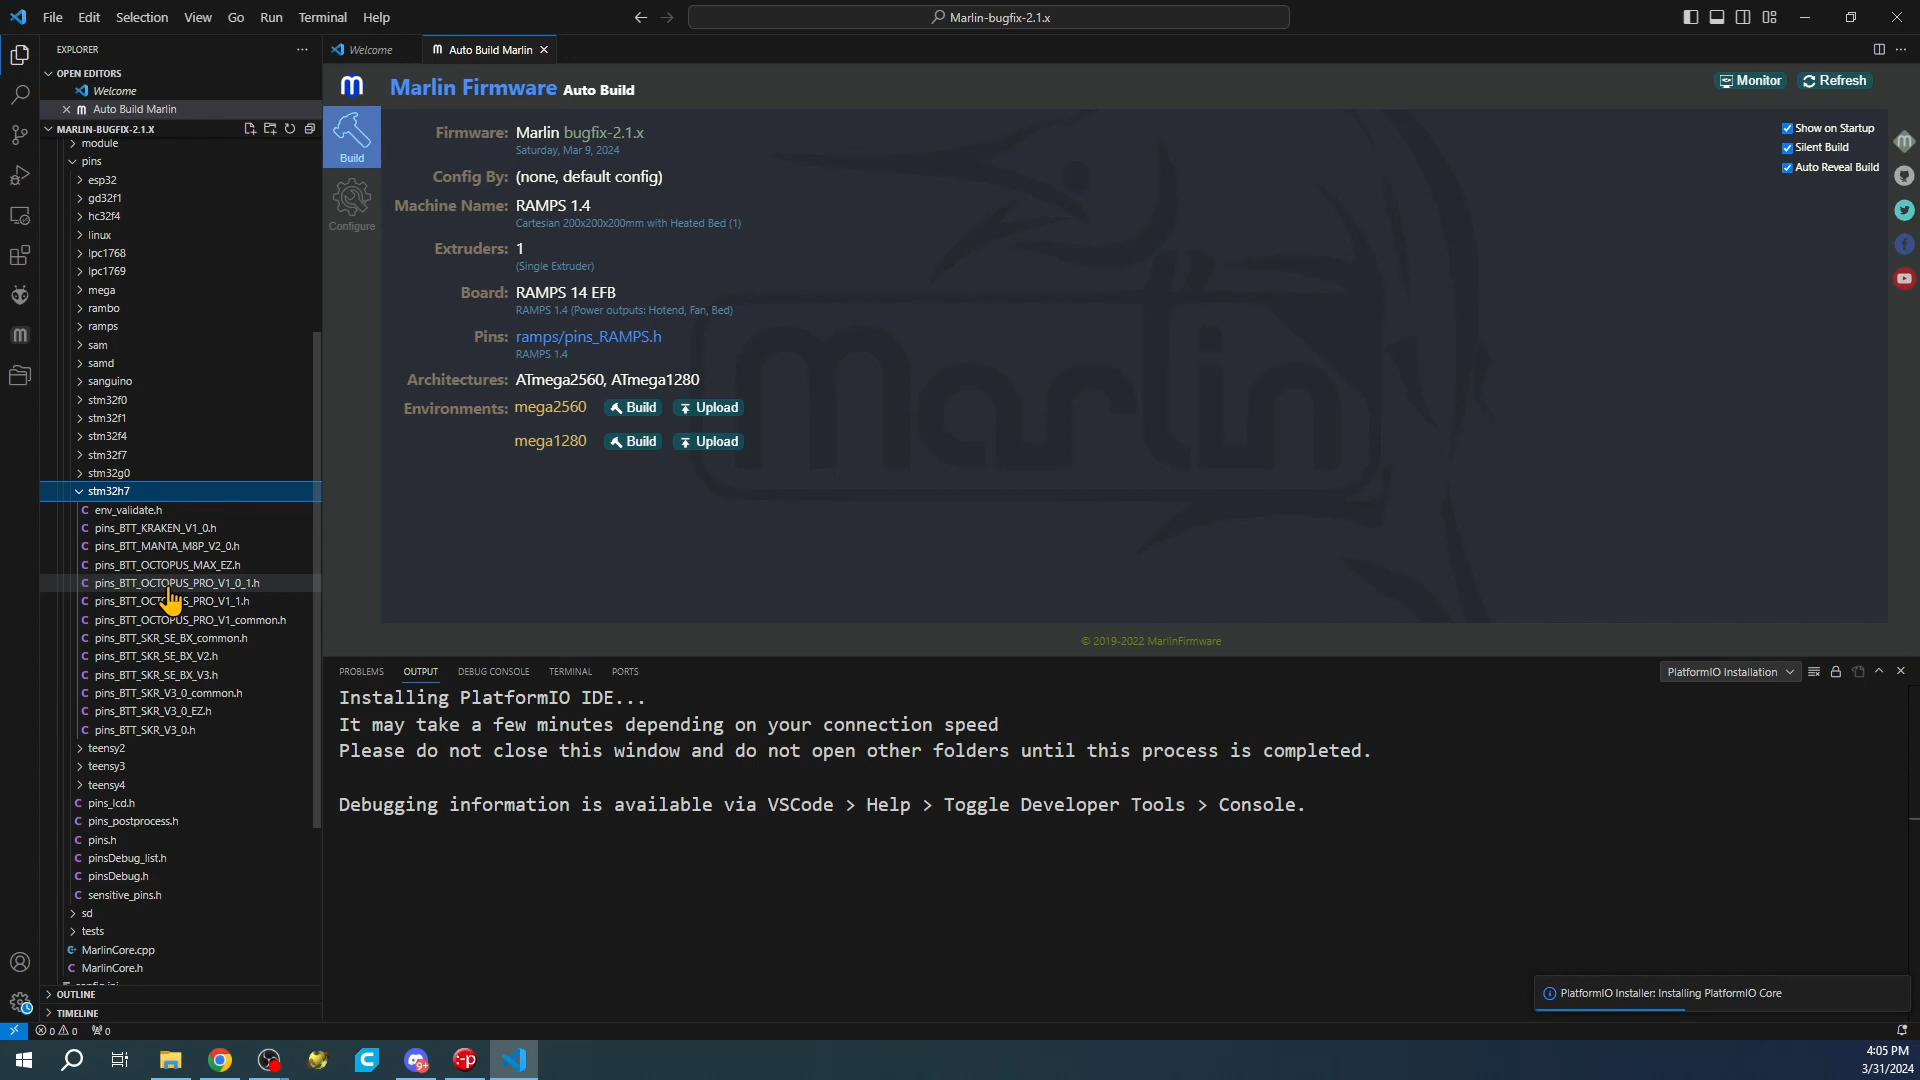 File Edit Selection View Go Run Terminal Help
Marlin-bugfix-2.1.x
EXPLORER
Welcome
Auto Build Marlin
OPEN EDITORS
Welcome
Auto Build Marlin
MARLIN-BUGFIX-2.1.X
module
pins
esp32
gd32f1
hc32f4
linux
lpc1768
lpc1769
mega
rambo
ramps
sam
samd
sanguino
stm32f0
stm32f1
stm32f4
stm32f7
stm32g0
stm32h7
env_validate.h
pins_BTT_KRAKEN_V1_0.h
pins_BTT_MANTA_M8P_V2_0.h
pins_BTT_OCTOPUS_MAX_EZ.h
pins_BTT_OCTOPUS_PRO_V1_0_1.h
pins_BTT_OCTOPUS_PRO_V1_1.h
pins_BTT_OCTOPUS_PRO_V1_common.h
pins_BTT_SKR_SE_BX_common.h
pins_BTT_SKR_SE_BX_V2.h
pins_BTT_SKR_SE_BX_V3.h
pins_BTT_SKR_V3_0_common.h
pins_BTT_SKR_V3_0_EZ.h
pins_BTT_SKR_V3_0.h
teensy2
teensy3
teensy4
pins_lcd.h
pins_postprocess.h
pins.h
pinsDebug_list.h
pinsDebug.h
sensitive_pins.h
sd
tests
MarlinCore.cpp
MarlinCore.h
OUTLINE
TIMELINE
Marlin Firmware Auto Build
Monitor
Refresh
Build
Configure
Firmware: Marlin bugfix-2.1.x
Saturday, Mar 9, 2024
Config By: (none, default config)
Machine Name: RAMPS 1.4
Cartesian 200x200x200mm with Heated Bed (1)
Extruders: 1
(Single Extruder)
Board: RAMPS 14 EFB
RAMPS 1.4 (Power outputs: Hotend, Fan, Bed)
Pins: ramps/pins_RAMPS.h
RAMPS 1.4
Architectures: ATmega2560, ATmega1280
Environments: mega2560 Build Upload
mega1280 Build Upload
Show on Startup
Silent Build
Auto Reveal Build
Marlin
© 2019-2022 MarlinFirmware
PROBLEMS OUTPUT DEBUG CONSOLE TERMINAL PORTS
PlatformIO Installation
Installing PlatformIO IDE...
It may take a few minutes depending on your connection speed
Please do not close this window and do not open other folders until this process is completed.
Debugging information is available via VSCode > Help > Toggle Developer Tools > Console.
PlatformIO Installer: Installing PlatformIO Core
0 0 0
9+
4:05 PM
3/31/2024